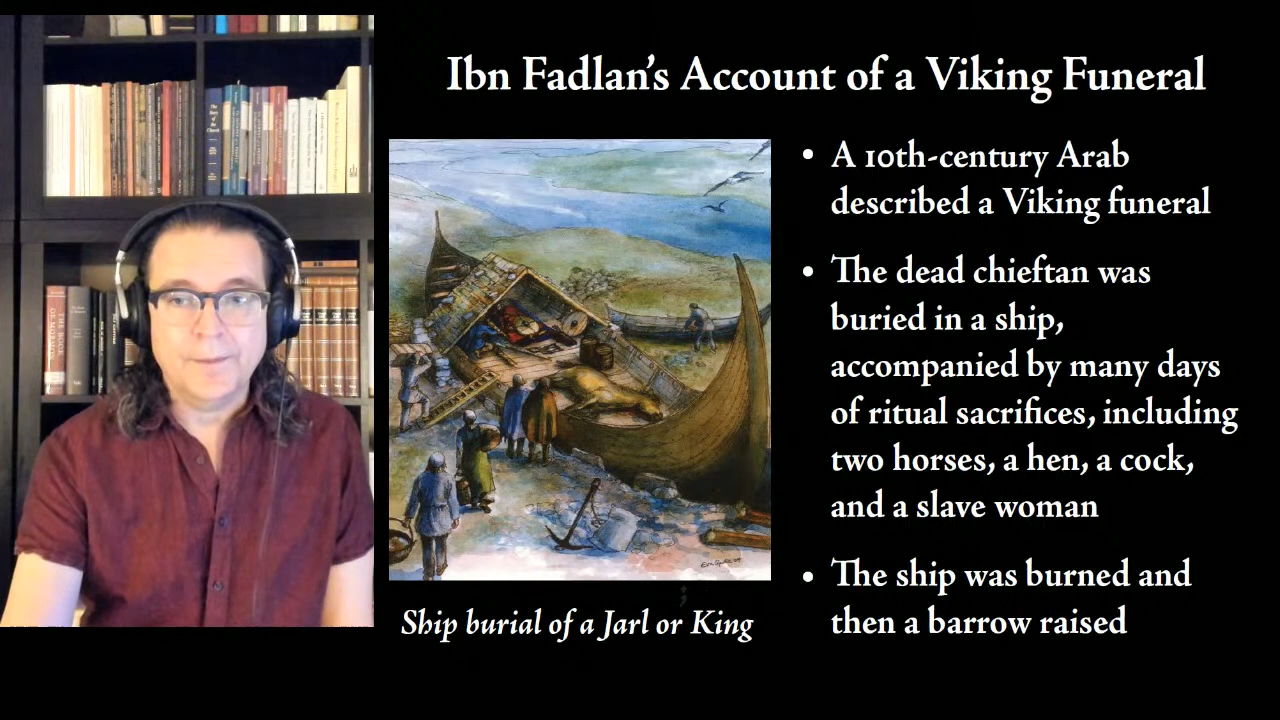 Ibn Fadlan's Account of a Viking Funeral
• A 10th-century Arab
described a Viking funeral
• The dead chieftan was
buried in a ship,
accompanied by many days
of ritual sacrifices, including
two horses, a hen, a cock,
and a slave woman
• The ship was burned and
then a barrow raised
Ship burial of a Jarl or King